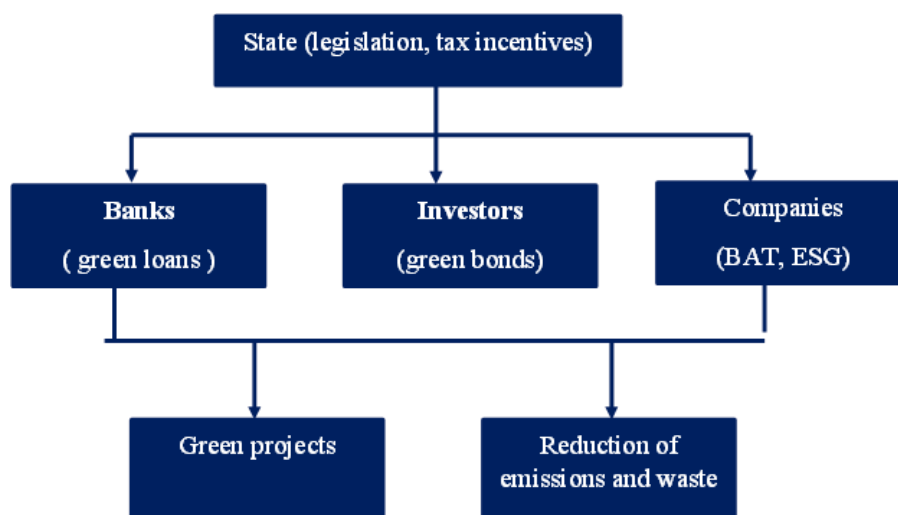 State (legislation, tax incentives)
Banks
( green loans )
Investors
(green bonds)
Companies
(BAT, ESG)
Green projects
Reduction of
emissions and waste